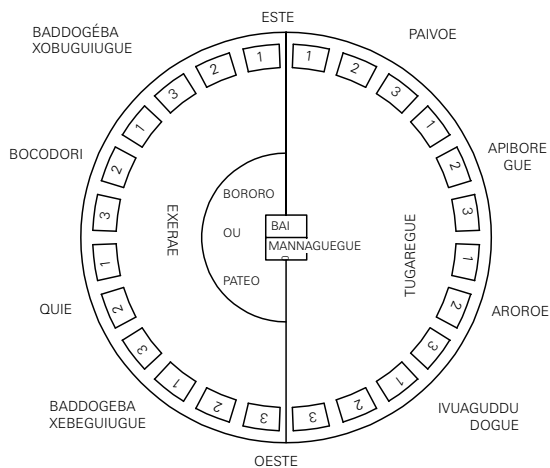 ESTE
BADDOGÉBA
XOBUGUIUGUE
PAIVOE
1
1
2
2
3
3
1
1
BOCODORI
2
2
APIBORE
GUE
3
3
BORORO
EXERAE
OU
BAI
MANNAGUEGUE
TUGAREGUE
PATEO
1
1
QUIE
2
2
AROROE
3
3
1
1
2
2
3
3
BADDOGEBA
XEBEGUIUGUE
IVUAGUDDU
DOGUE
OESTE